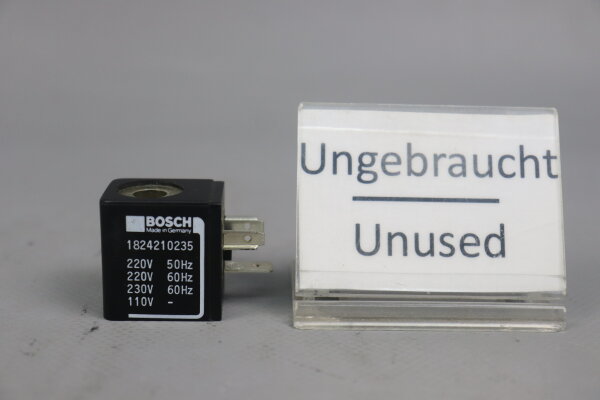 BOSCH
Made in Germany
1824210235
220V 50Hz
220V 60Hz
230V 60Hz
110V -
Ungebraucht
Unused